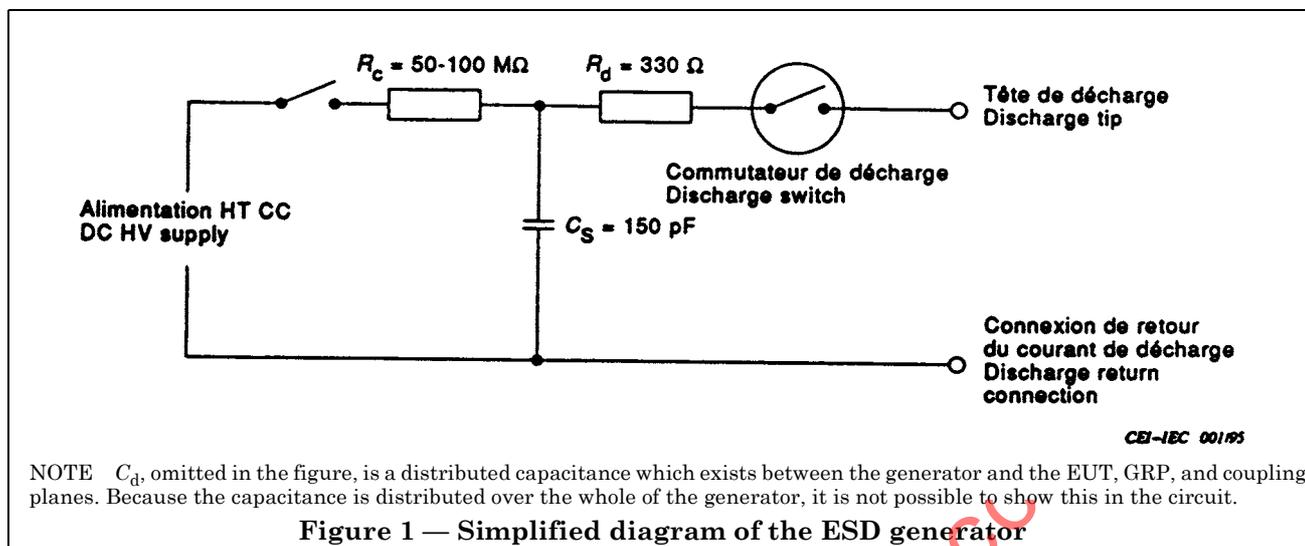 R_c = 50-100 MΩ
R_d = 330 Ω
Tête de décharge
Discharge tip
Commutateur de décharge
Discharge switch
Alimentation HT CC
DC HV supply
C_S = 150 pF
Connexion de retour
du courant de décharge
Discharge return
connection
CEI-IEC 001/95
NOTE C_d, omitted in the figure, is a distributed capacitance which exists between the generator and the EUT, GRP, and coupling
planes. Because the capacitance is distributed over the whole of the generator, it is not possible to show this in the circuit.
Figure 1 — Simplified diagram of the ESD generator